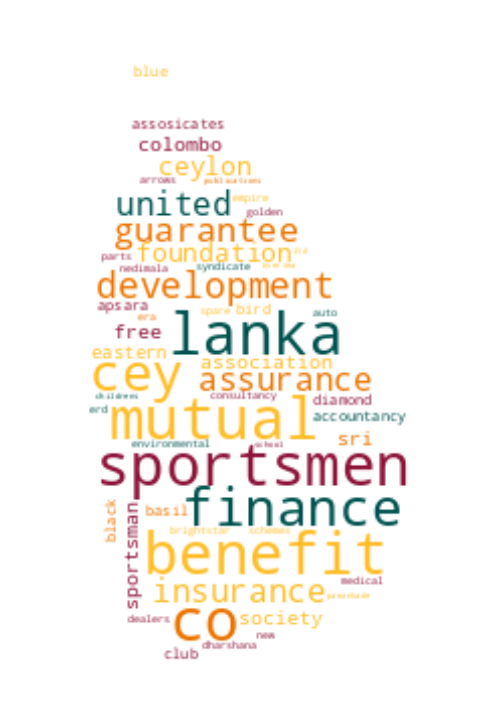 blue
assosicates
colombo
ceylon
arrows publications
united empire
golden
guarantee
foundation ltd
parts
nedimala syndicate
development
apsara spare bird
era auto
free lanka
eastern association
cey assurance
childrens consultancy diamond
erd mutual accountancy
environmental school sri
sportsmen
black sportsman basil finance
brightstar schemes
benefit
medical
insurance
dealers co society
new
club dharshana